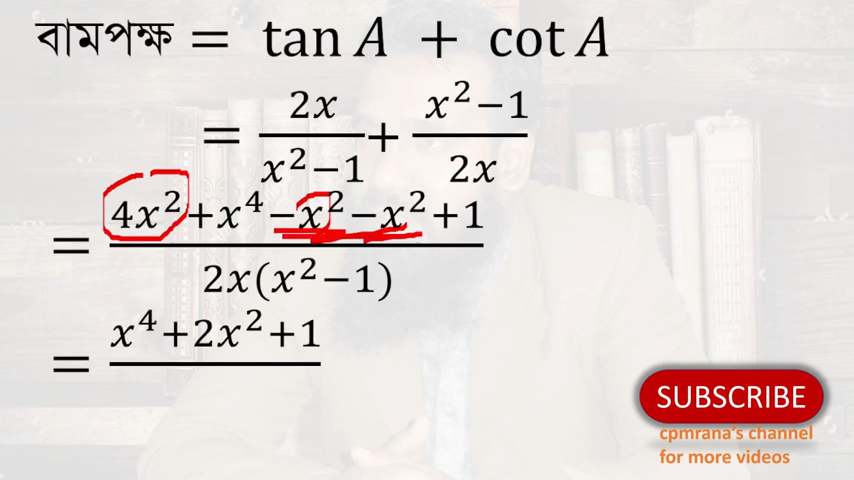 বামপক্ষ = tan A + cot A
= 2x/(x²−1) + (x²−1)/2x
= (4x²+x⁴−x²−x²+1)/2x(x²−1)
= x⁴+2x²+1
SUBSCRIBE
cpmrana's channel
for more videos